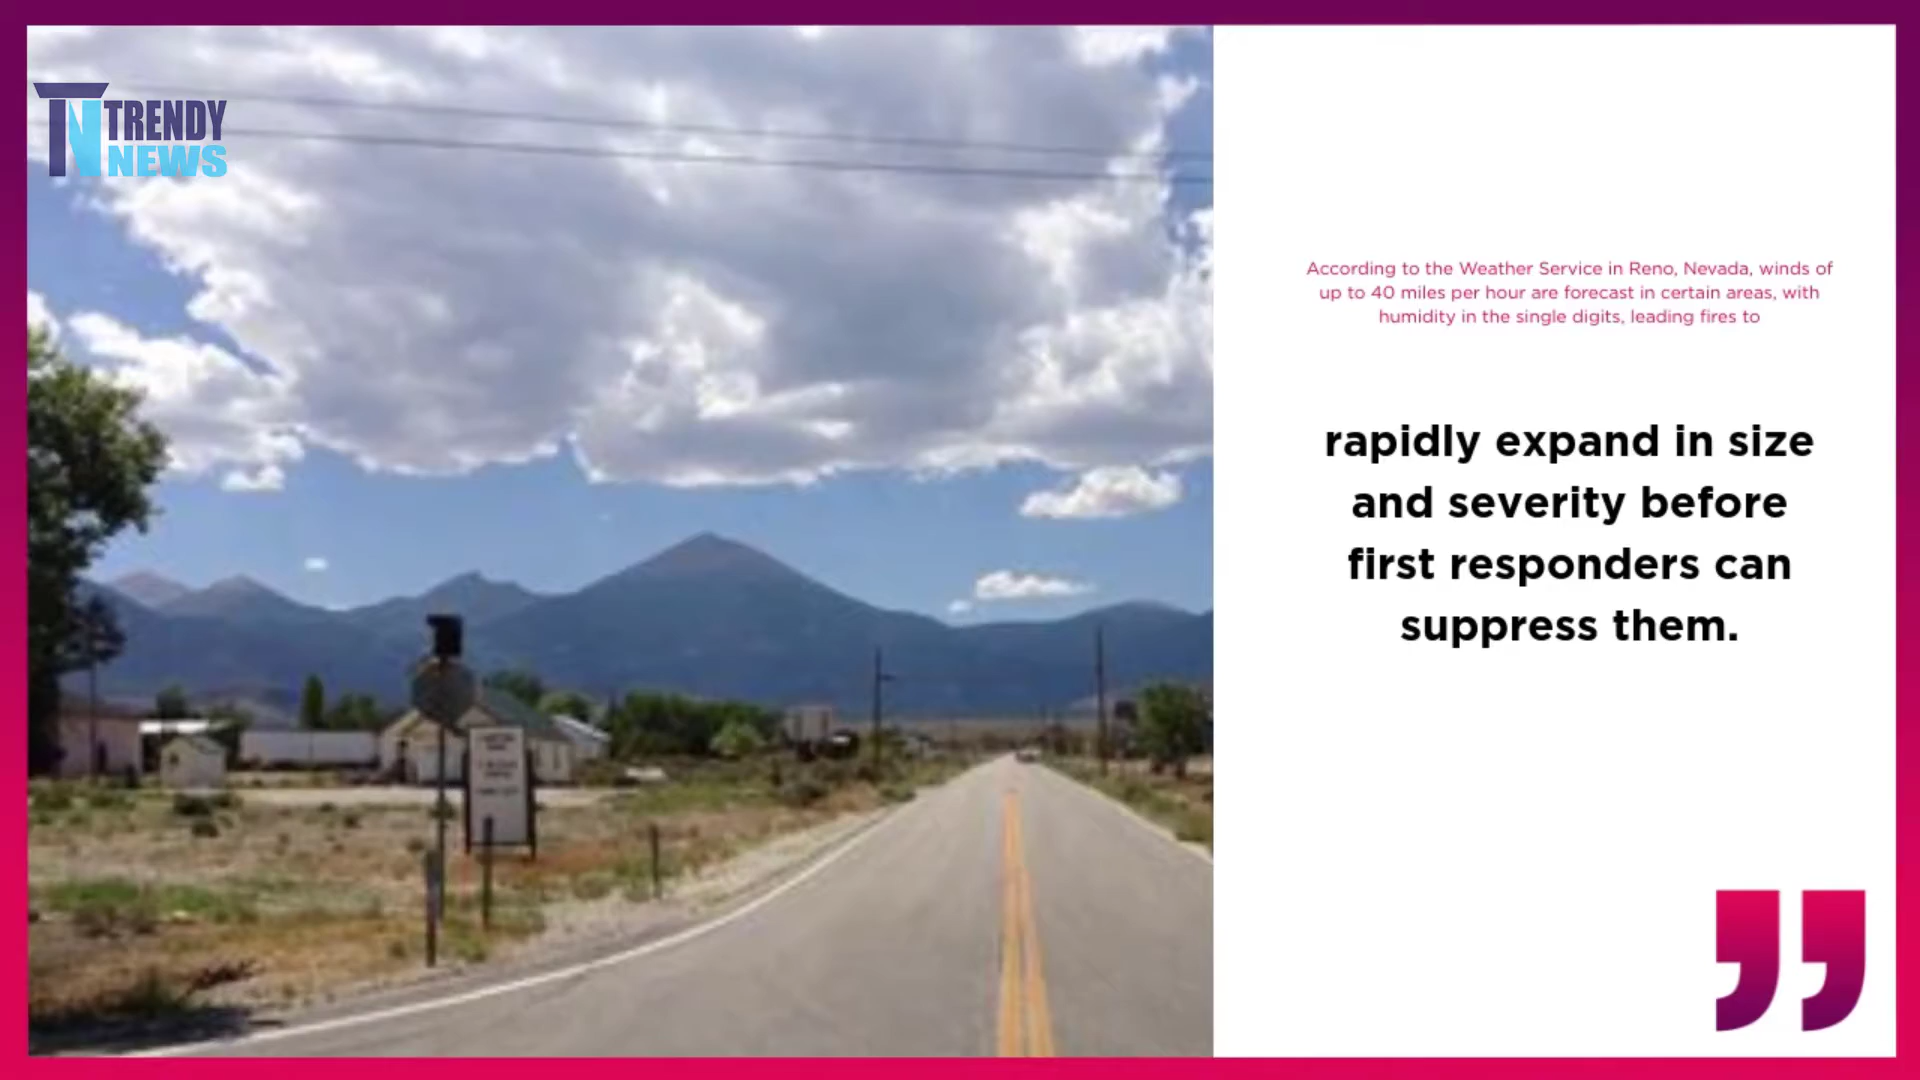 TRENDY
NEWS
According to the Weather Service in Reno, Nevada, winds of
up to 40 miles per hour are forecast in certain areas, with
humidity in the single digits, leading fires to
rapidly expand in size
and severity before
first responders can
suppress them.